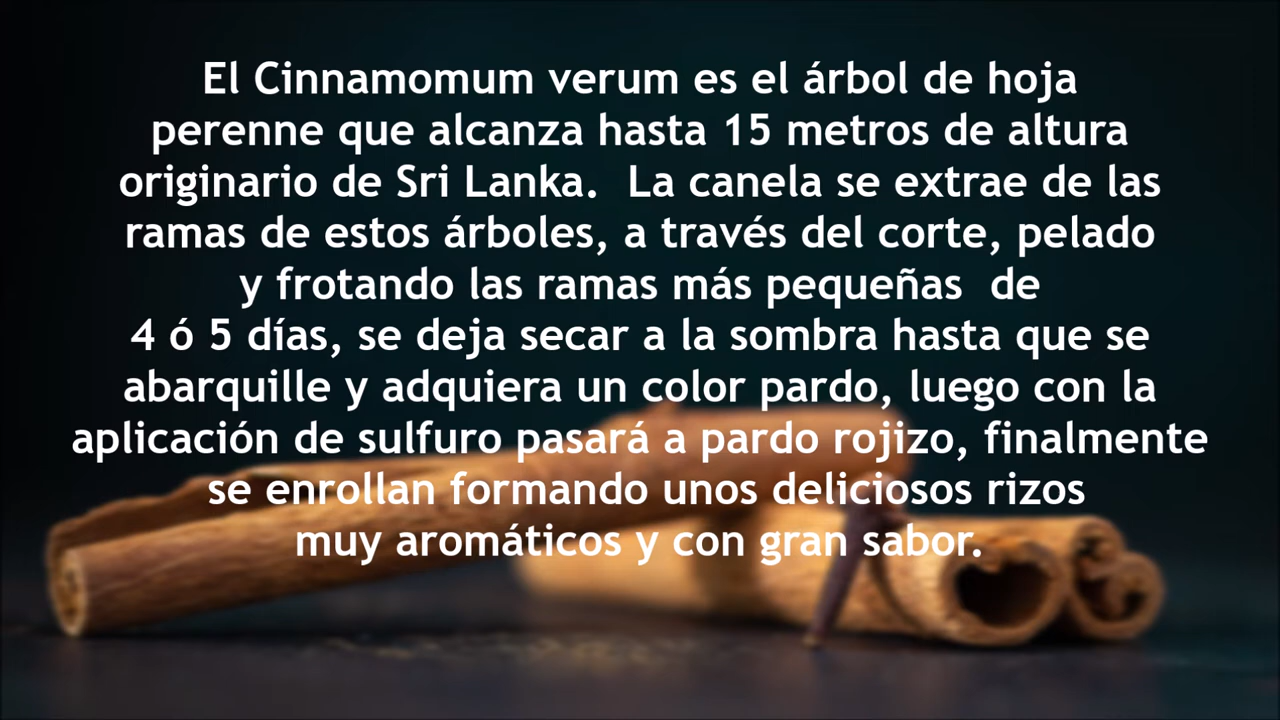 El Cinnamomum verum es el árbol de hoja
perenne que alcanza hasta 15 metros de altura
originario de Sri Lanka.  La canela se extrae de las
ramas de estos árboles, a través del corte, pelado
y frotando las ramas más pequeñas  de
4 ó 5 días, se deja secar a la sombra hasta que se
abarquille y adquiera un color pardo, luego con la
aplicación de sulfuro pasará a pardo rojizo, finalmente
se enrollan formando unos deliciosos rizos
muy aromáticos y con gran sabor.